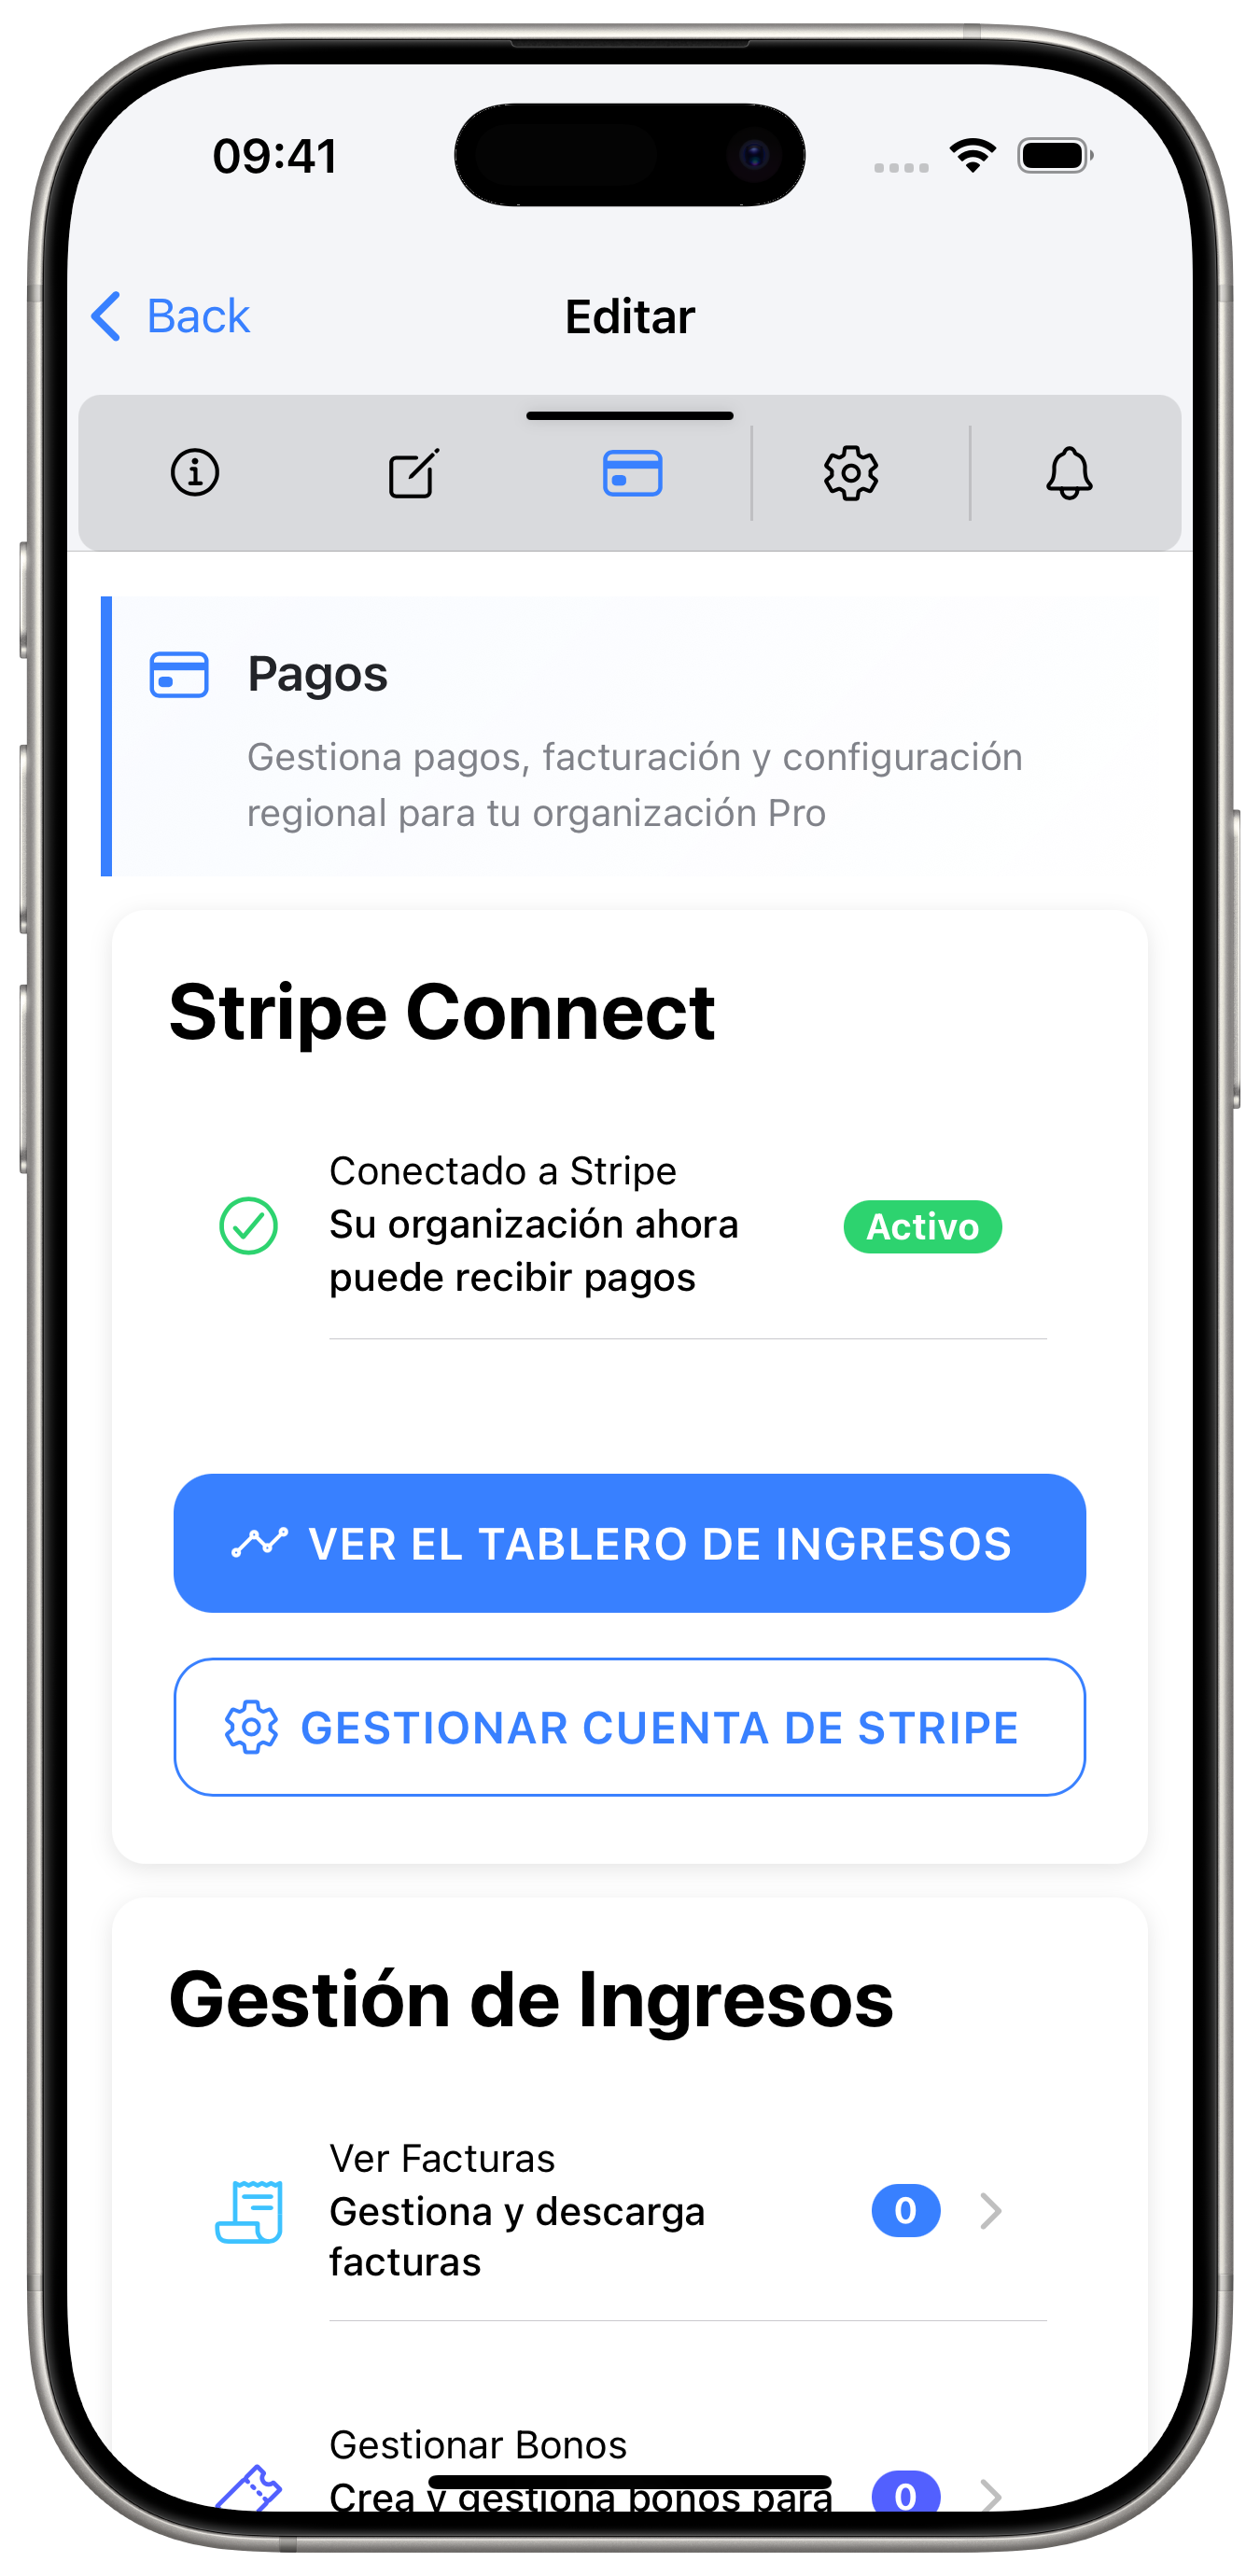 09:41
Back
Editar
Pagos
Gestiona pagos, facturación y configuración
regional para tu organización Pro
Stripe Connect
Conectado a Stripe
Su organización ahora
puede recibir pagos
Activo
VER EL TABLERO DE INGRESOS
GESTIONAR CUENTA DE STRIPE
Gestión de Ingresos
Ver Facturas
Gestiona y descarga
facturas
0
Gestionar Bonos
Crea y gestiona bonos para
0